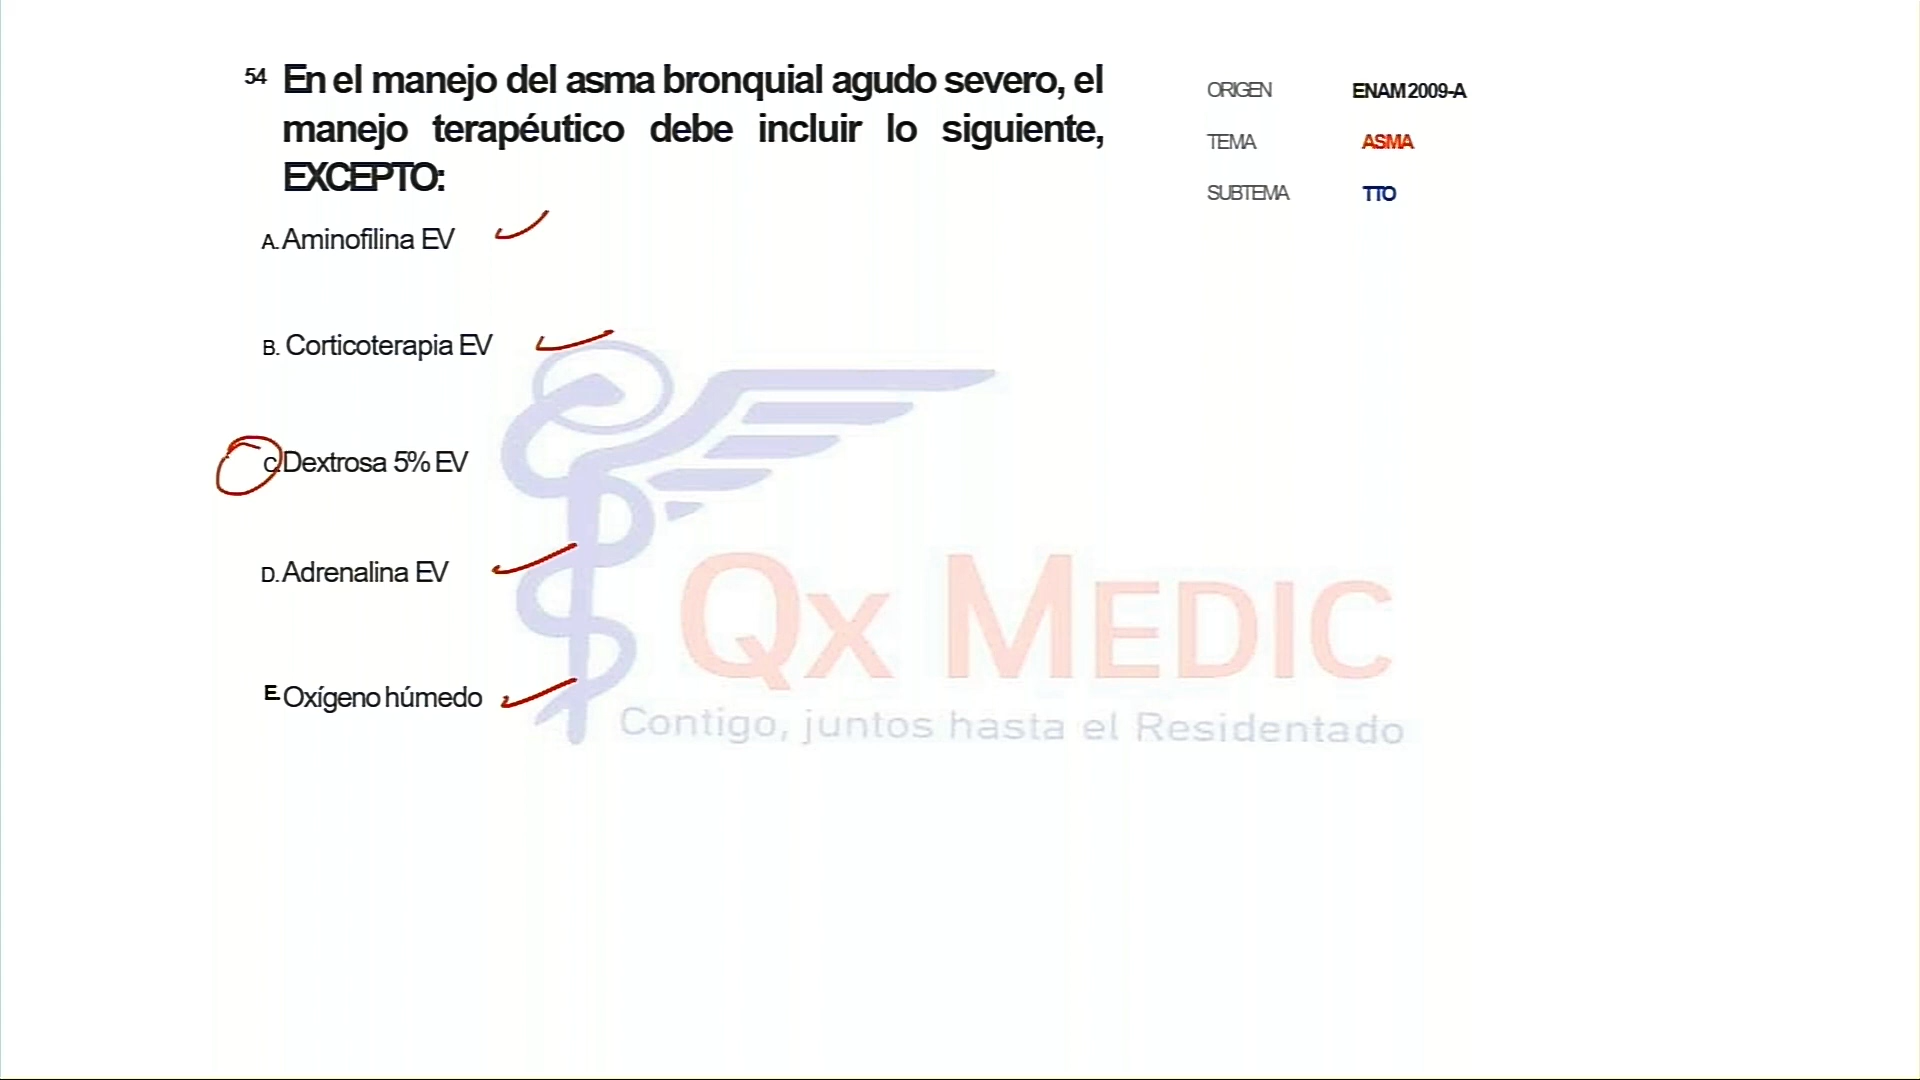 54 En el manejo del asma bronquial agudo severo, el
manejo terapéutico debe incluir lo siguiente,
EXCEPTO:
A. Aminofilina EV
B. Corticoterapia EV
C. Dextrosa 5% EV
D. Adrenalina EV
E. Oxígeno húmedo
ORIGEN ENAM 2009-A
TEMA ASMA
SUBTEMA TTO
Qx MEDIC
Contigo, juntos hasta el Residentado